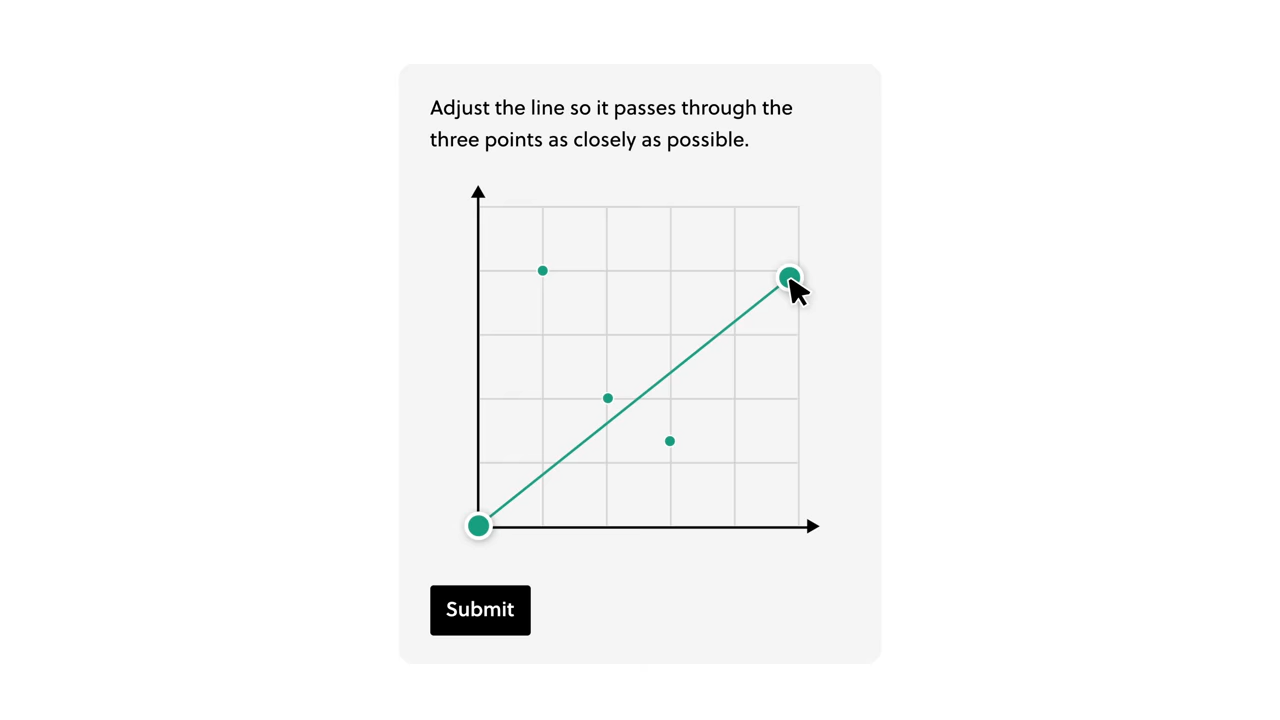 Adjust the line so it passes through the
three points as closely as possible.
Submit